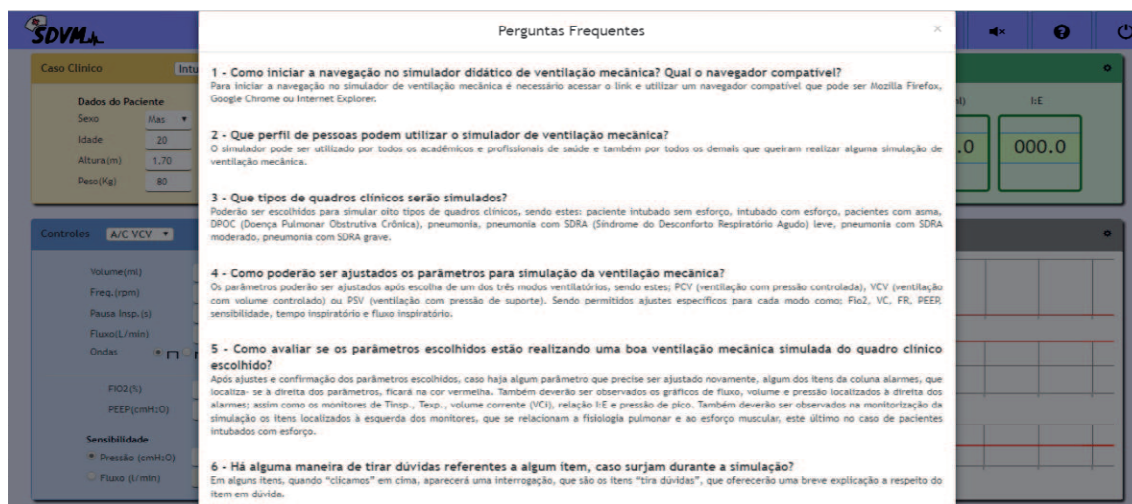 SDVM
Perguntas Frequentes
×
Caso Clínico
Intu
Dados do Paciente
Sexo Mas
Idade 20
Altura(m) 1,70
Peso(Kg) 80
I:E
.0 000.0
Controles A/C VCV
Volume(ml)
Freq.(rpm)
Pausa Insp.(s)
Fluxo(L/min)
Ondas
FIO2(%)
PEEP(cmH2O)
Sensibilidade
Pressão (cmH2O)
Fluxo (l/min)
1 - Como iniciar a navegação no simulador didático de ventilação mecânica? Qual o navegador compatível?
Para iniciar a navegação no simulador de ventilação mecânica é necessário acessar o link e utilizar um navegador compatível que pode ser Mozilla Firefox,
Google Chrome ou Internet Explorer.
2 - Que perfil de pessoas podem utilizar o simulador de ventilação mecânica?
O simulador pode ser utilizado por todos os acadêmicos e profissionais de saúde e também por todos os demais que queiram realizar alguma simulação de
ventilação mecânica.
3 - Que tipos de quadros clínicos serão simulados?
Poderão ser escolhidos para simular oito tipos de quadros clínicos, sendo estes: paciente intubado sem esforço, intubado com esforço, pacientes com asma,
DPOC (Doença Pulmonar Obstrutiva Crônica), pneumonia, pneumonia com SDRA (Síndrome do Desconforto Respiratório Agudo) leve, pneumonia com SDRA
moderado, pneumonia com SDRA grave.
4 - Como poderão ser ajustados os parâmetros para simulação da ventilação mecânica?
Os parâmetros poderão ser ajustados após escolha de um dos três modos ventilatórios, sendo estes; PCV (ventilação com pressão controlada), VCV (ventilação
com volume controlado) ou PSV (ventilação com pressão de suporte). Sendo permitidos ajustes específicos para cada modo como; Fio2, VC, FR, PEEP,
sensibilidade, tempo inspiratório e fluxo inspiratório.
5 - Como avaliar se os parâmetros escolhidos estão realizando uma boa ventilação mecânica simulada do quadro clínico
escolhido?
Após ajustes e confirmação dos parâmetros escolhidos, caso haja algum parâmetro que precise ser ajustado novamente, algum dos itens da coluna alarmes, que
localiza- se à direita dos parâmetros, ficará na cor vermelha. Também deverão ser observados os gráficos de fluxo, volume e pressão localizados à direita dos
alarmes; assim como os monitores de Tinsp., Texp., volume corrente (VCi), relação I:E e pressão de pico. Também deverão ser observados na monitorização da
simulação os itens localizados à esquerda dos monitores, que se relacionam a fisiologia pulmonar e ao esforço muscular, este último no caso de pacientes
intubados com esforço.
6 - Há alguma maneira de tirar dúvidas referentes a algum item, caso surjam durante a simulação?
Em alguns itens, quando "clicamos" em cima, aparecerá uma interrogação, que são os itens "tira dúvidas", que oferecerão uma breve explicação a respeito do
item em dúvida.